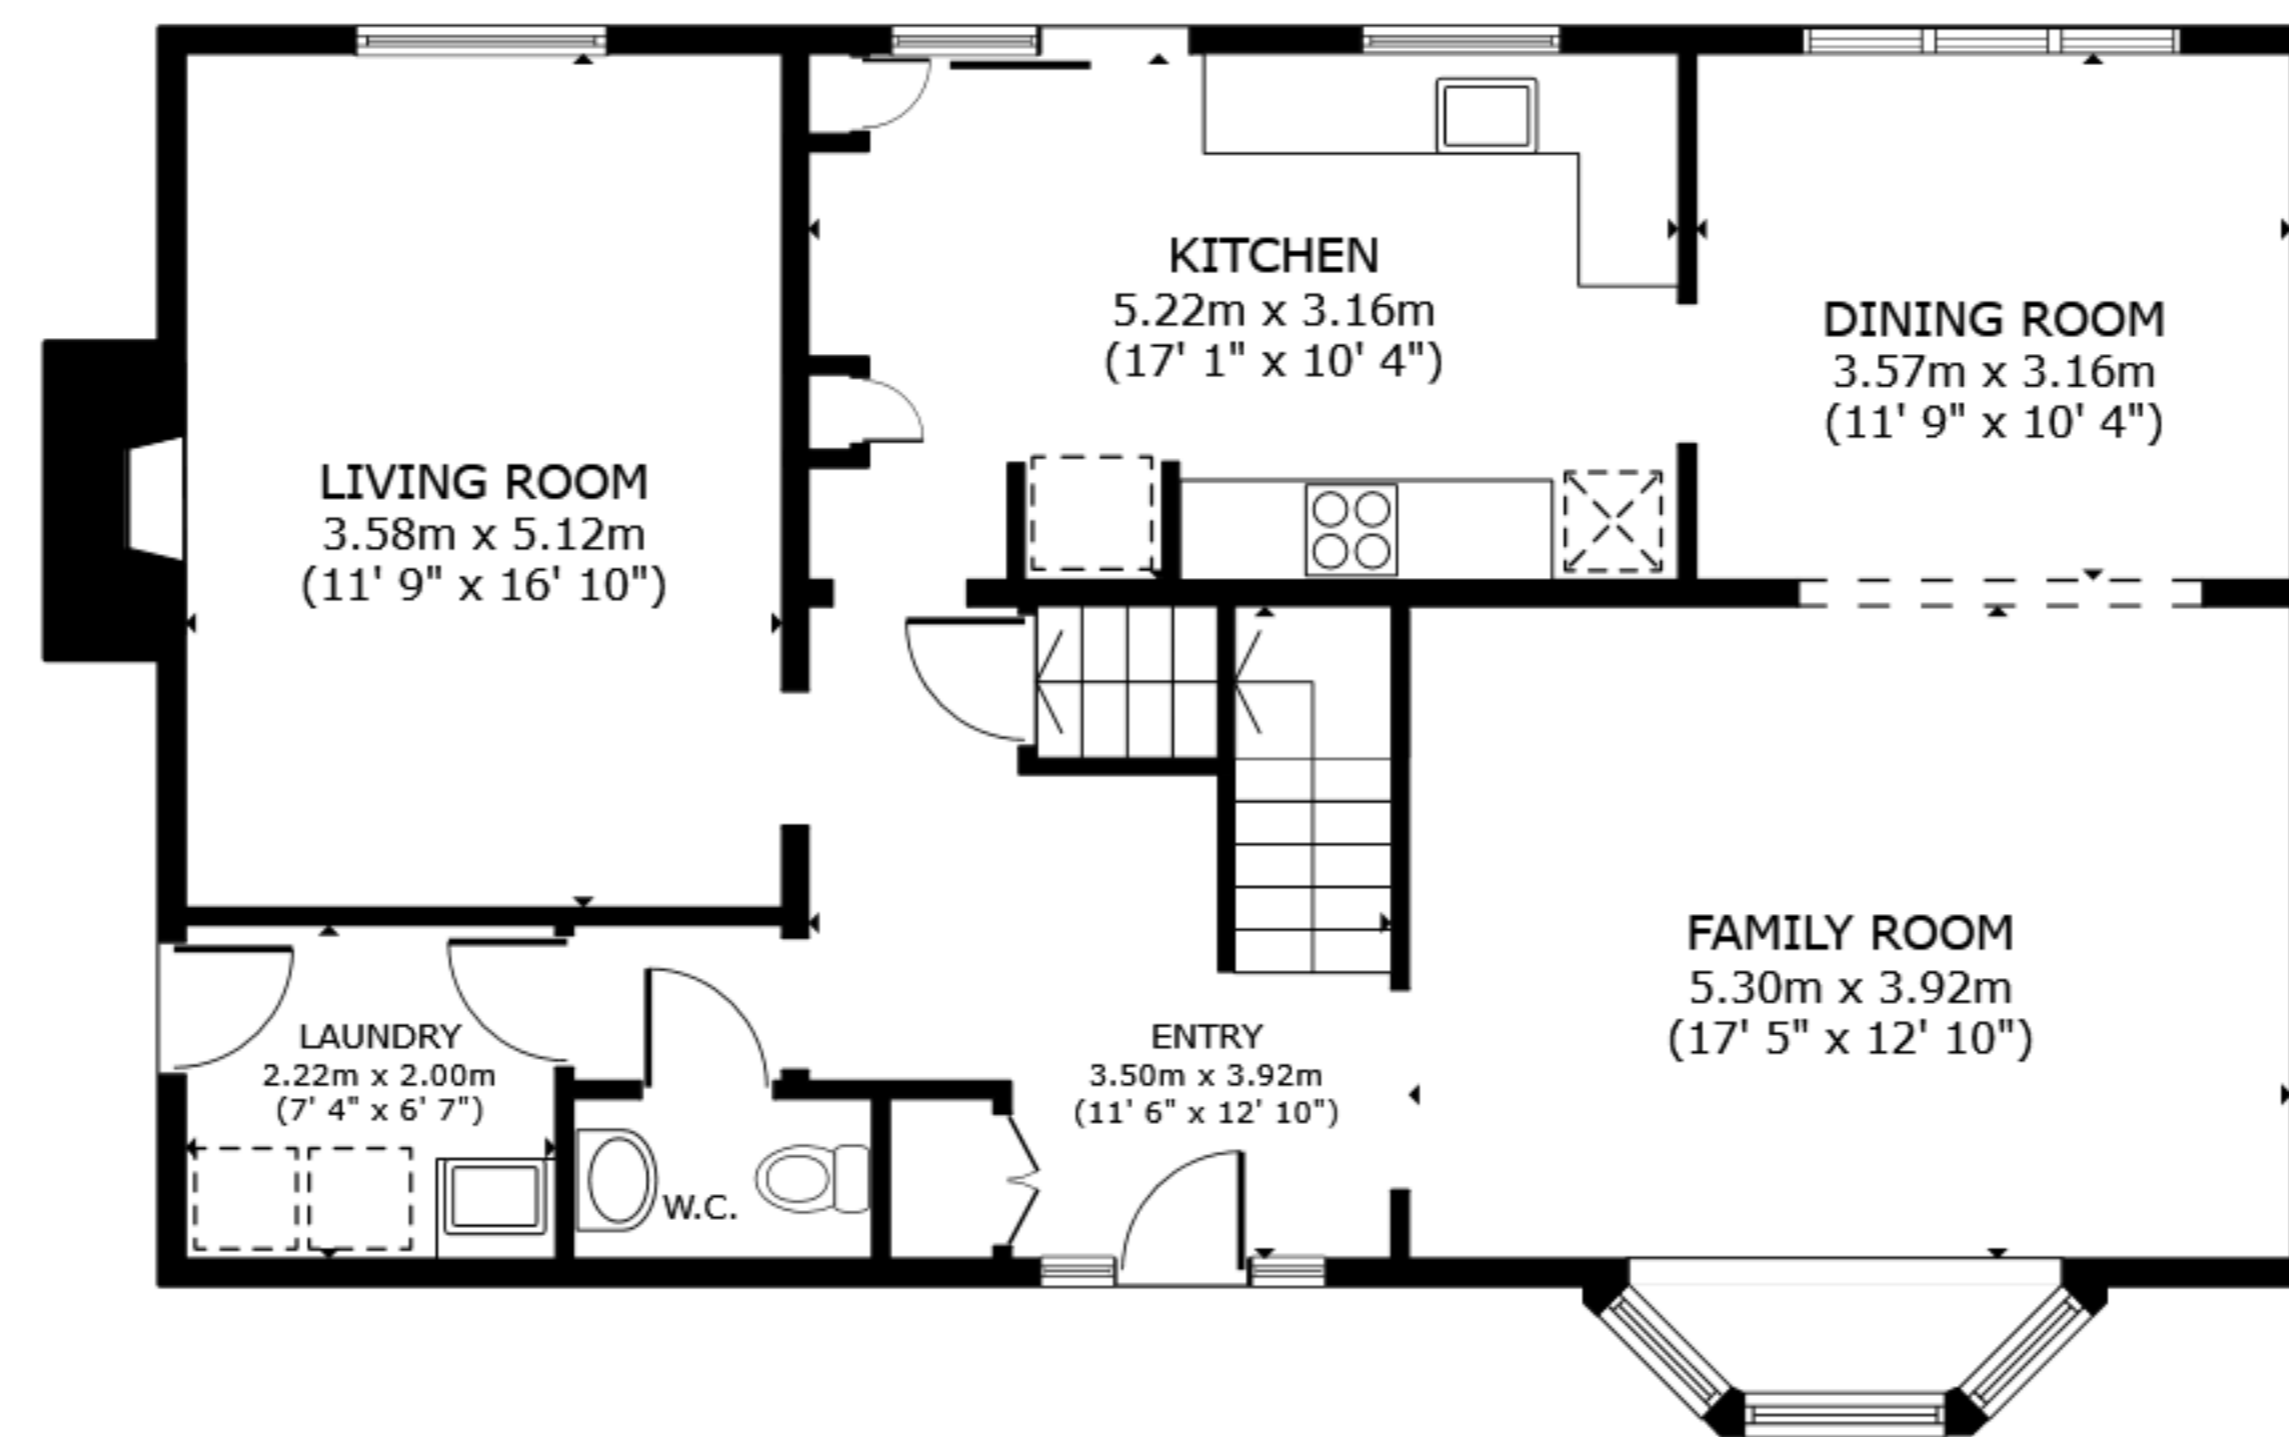 KITCHEN
5.22m x 3.16m
(17' 1" x 10' 4")
DINING ROOM
3.57m x 3.16m
(11' 9" x 10' 4")
LIVING ROOM
3.58m x 5.12m
(11' 9" x 16' 10")
FAMILY ROOM
5.30m x 3.92m
(17' 5" x 12' 10")
LAUNDRY
2.22m x 2.00m
(7' 4" x 6' 7")
ENTRY
3.50m x 3.92m
(11' 6" x 12' 10")
W.C.